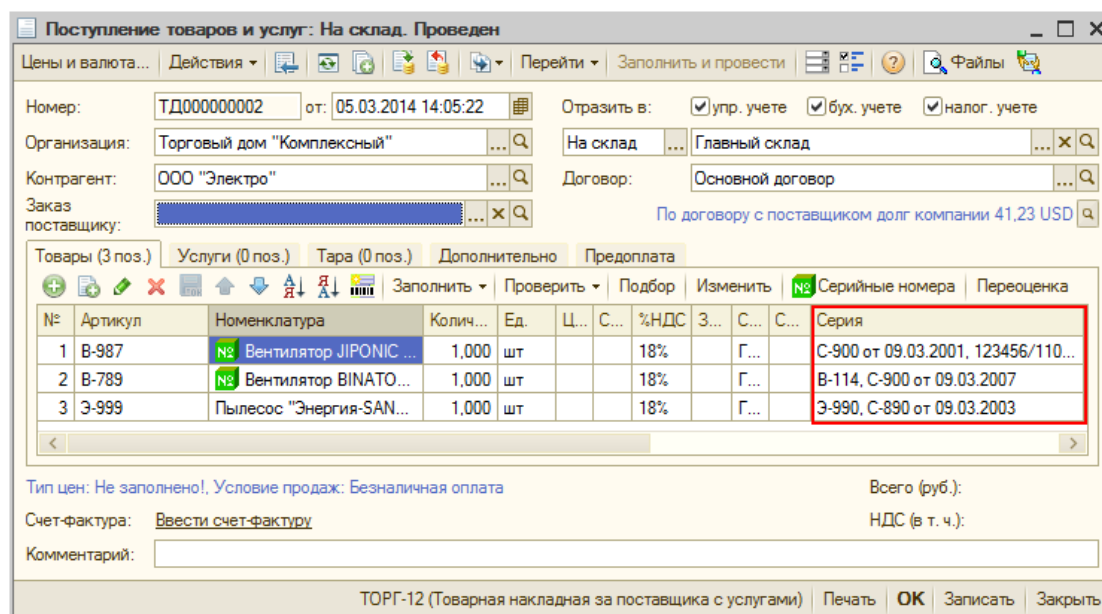 Поступление товаров и услуг: На склад. Проведен
Цены и валюта... Действия Перейти Заполнить и провести Файлы
Номер: ТД000000002 от: 05.03.2014 14:05:22 Отразить в: упр. учете бух. учете налог. учете
Организация: Торговый дом "Комплексный" ... На склад ... Главный склад ...
Контрагент: ООО "Электро" ... Договор: Основной договор ...
Заказ
поставщику: ... По договору с поставщиком долг компании 41,23 USD
Товары (3 поз.) Услуги (0 поз.) Тара (0 поз.) Дополнительно Предоплата
Заполнить Проверить Подбор Изменить № Серийные номера Переоценка
№ Артикул Номенклатура Колич... Ед. Ц... С... %НДС З... С... С... Серия
1 В-987 № Вентилятор JIPONIC ... 1,000 шт 18% Г... С-900 от 09.03.2001, 123456/110...
2 В-789 № Вентилятор BINATO... 1,000 шт 18% Г... В-114, С-900 от 09.03.2007
3 Э-999 Пылесос "Энергия-SAN... 1,000 шт 18% Г... Э-990, С-890 от 09.03.2003
Тип цен: Не заполнено!, Условие продаж: Безналичная оплата Всего (руб.):
Счет-фактура: Ввести счет-фактуру НДС (в т. ч.):
Комментарий:
ТОРГ-12 (Товарная накладная за поставщика с услугами) Печать OK Записать Закрыть